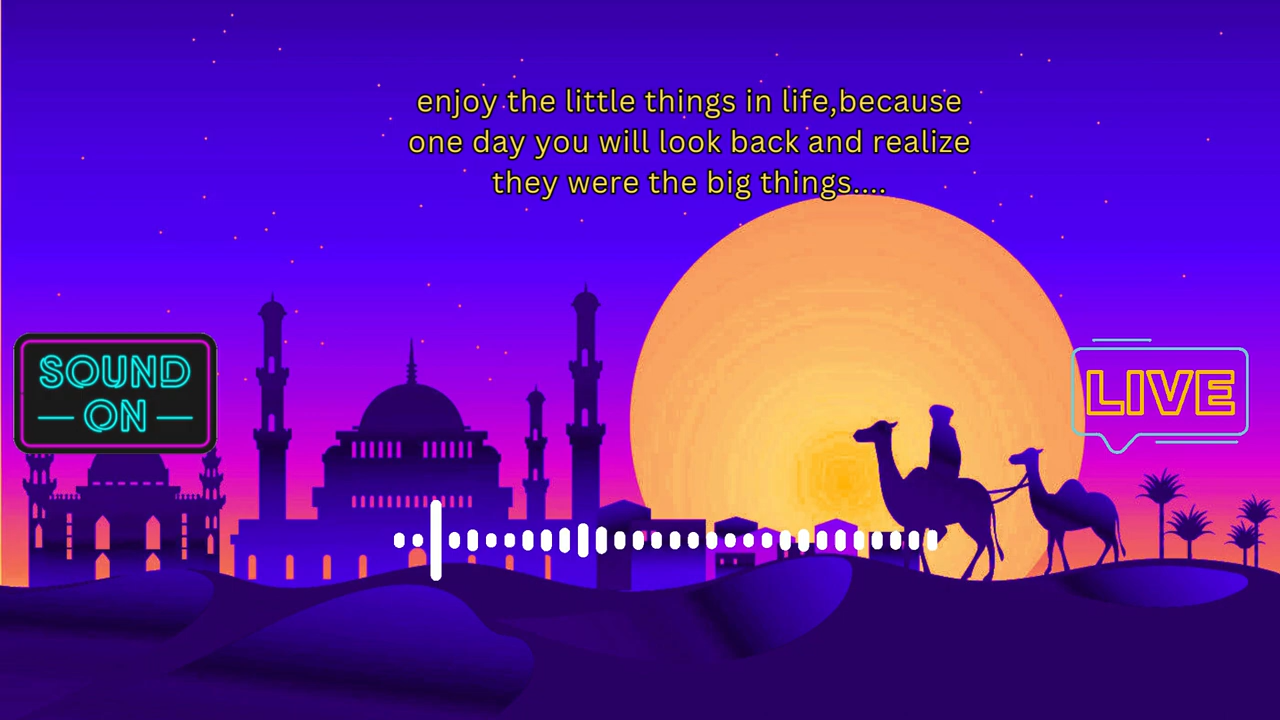 enjoy the little things in life,because
one day you will look back and realize
they were the big things....
SOUND
ON
LIVE